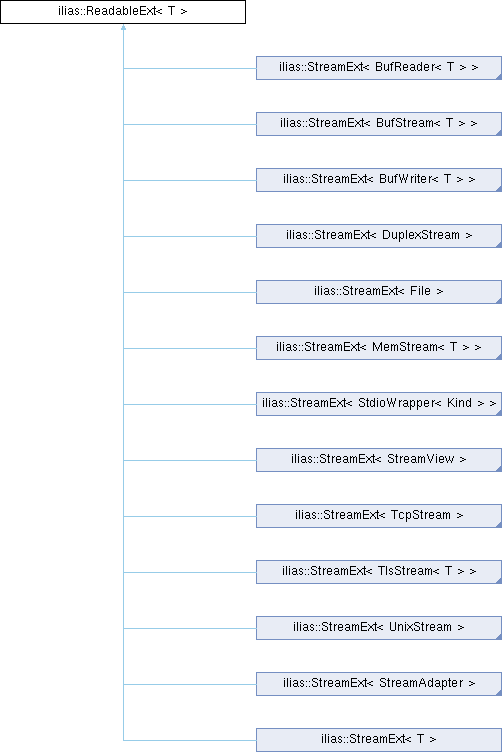 ilias::ReadableExt< T >
ilias::StreamExt< BufReader< T > >
ilias::StreamExt< BufStream< T > >
ilias::StreamExt< BufWriter< T > >
ilias::StreamExt< DuplexStream >
ilias::StreamExt< File >
ilias::StreamExt< MemStream< T > >
ilias::StreamExt< StdioWrapper< Kind > >
ilias::StreamExt< StreamView >
ilias::StreamExt< TcpStream >
ilias::StreamExt< TlsStream< T > >
ilias::StreamExt< UnixStream >
ilias::StreamExt< StreamAdapter >
ilias::StreamExt< T >